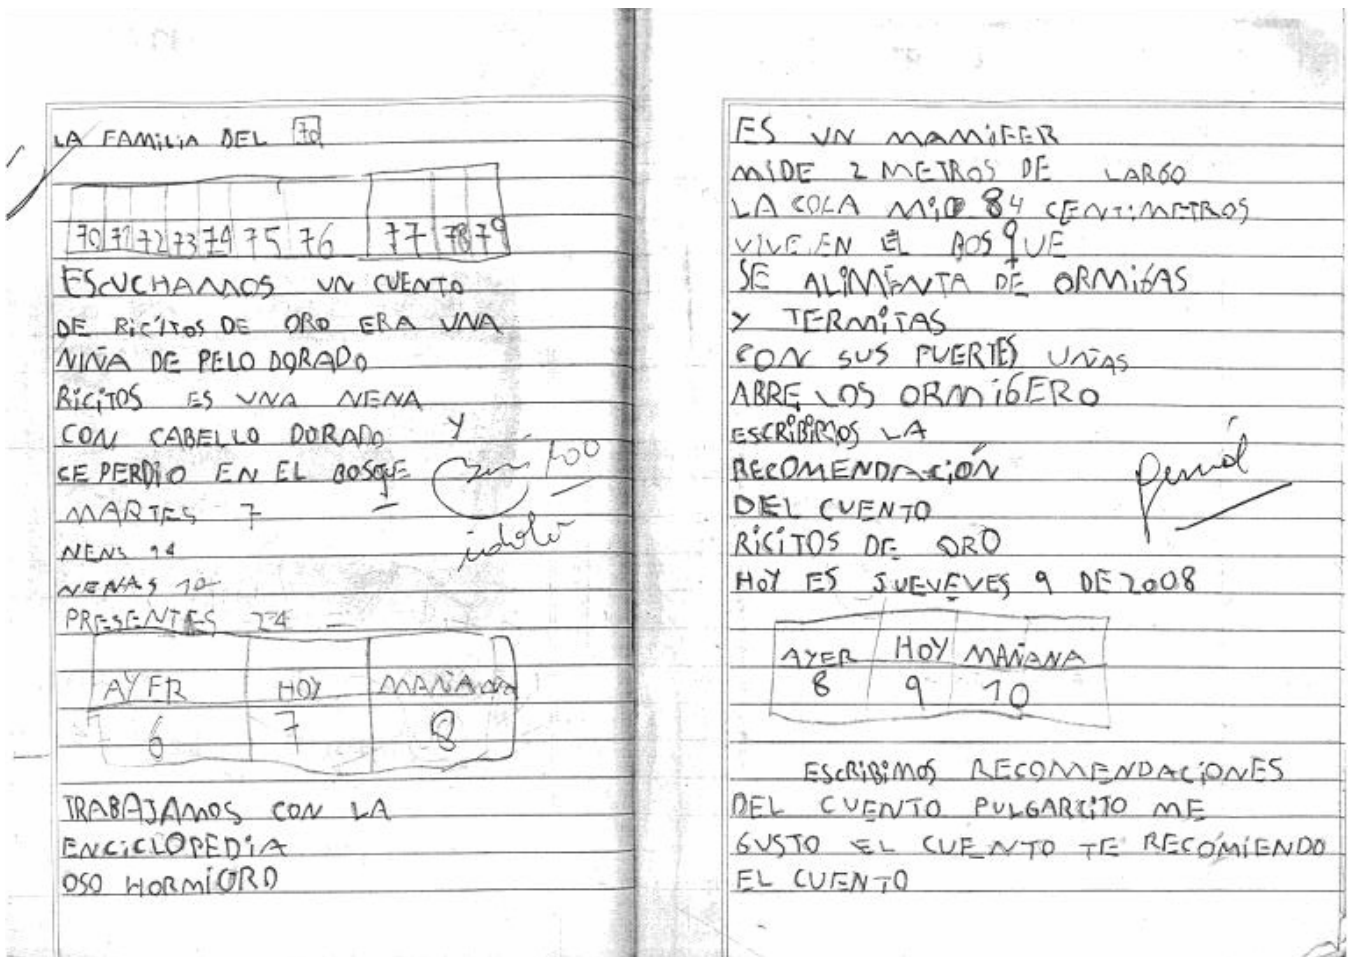 LA FAMILIA DEL 70
70 71 72 73 74 75 76 77 78 79
ESCUCHAMOS UN CUENTO
DE RICITOS DE ORO ERA UNA
NIÑA DE PELO DORADO
RICITOS ES UNA NENA
CON CABELLO DORADO Y
CE PERDIO EN EL BOSQUE
MARTES 7
NENS 14
NENAS 10
PRESENTES 24
AYER HOY MAÑANA
6 7 8
TRABAJAMOS CON LA
ENCICLOPEDIA
OSO HORMIGRO
ES UN MAMIFER
MIDE 2 METROS DE LARGO
LA COLA MID 84 CENTIMETROS
VIVE EN EL BOSQUE
SE ALIMENTA DE ORMIGAS
Y TERMITAS
CON SUS FUERTES UÑAS
ABRE LOS ORMIGERO
ESCRIBIMOS LA
RECOMENDACIÓN
DEL CUENTO
RICITOS DE ORO
HOY ES JUEVEVES 9 DE 2008
AYER HOY MAÑANA
8 9 10
ESCRIBIMOS RECOMENDACIONES
DEL CUENTO PULGARCITO ME
GUSTO EL CUENTO TE RECOMIENDO
EL CUENTO